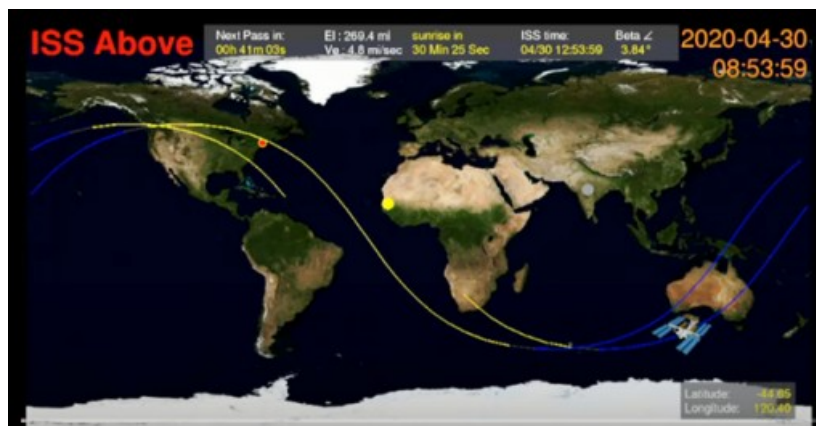 ISS Above
Next Pass in:
00h 41m 03s
El : 269.4 mi
Ve : 4.8 mi/sec
sunrise in
30 Min 25 Sec
ISS time:
04/30 12:53:59
Beta ∠
3.84°
2020-04-30
08:53:59
Latitude: -44.65
Longitude: 120.40